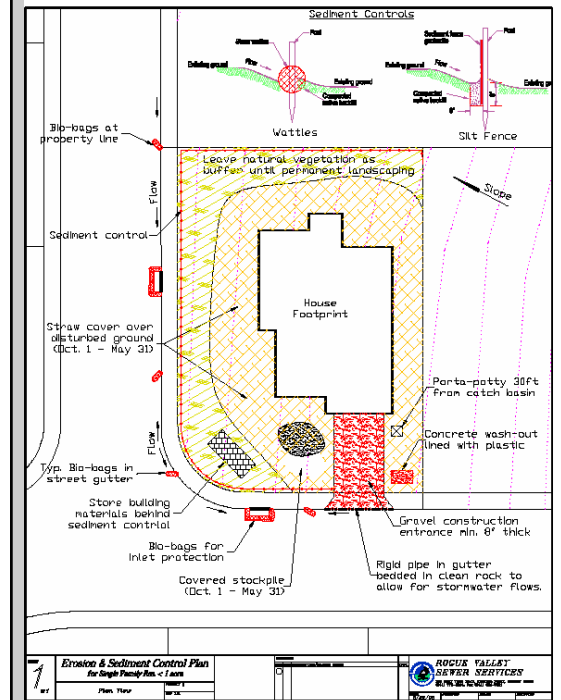 Sediment Controls
Post
Flow
Existing ground
Existing ground
Compacted
native backfill
Wattles
Sediment fence
geotextile
Post
Flow
Existing ground
Compacted
native backfill
Silt Fence
Bio-bags at
property line
Leave natural vegetation as
buffer until permanent landscaping
Slope
Flow
Sediment control
House
Footprint
Straw cover over
disturbed ground
(Oct. 1 - May 31)
Porta-potty 30ft
from catch basin
Concrete wash-out
lined with plastic
Flow
Typ. Bio-bags in
street gutter
Store building
materials behind
sediment control
Gravel construction
entrance min. 8" thick
Bio-bags for
inlet protection
Covered stockpile
(Oct. 1 - May 31)
Rigid pipe in gutter
bedded in clean rock to
allow for stormwater flows.
1
Erosion & Sediment Control Plan
for Single Family Res. < 1 acre
Plan View
ROGUE VALLEY
SEWER SERVICES